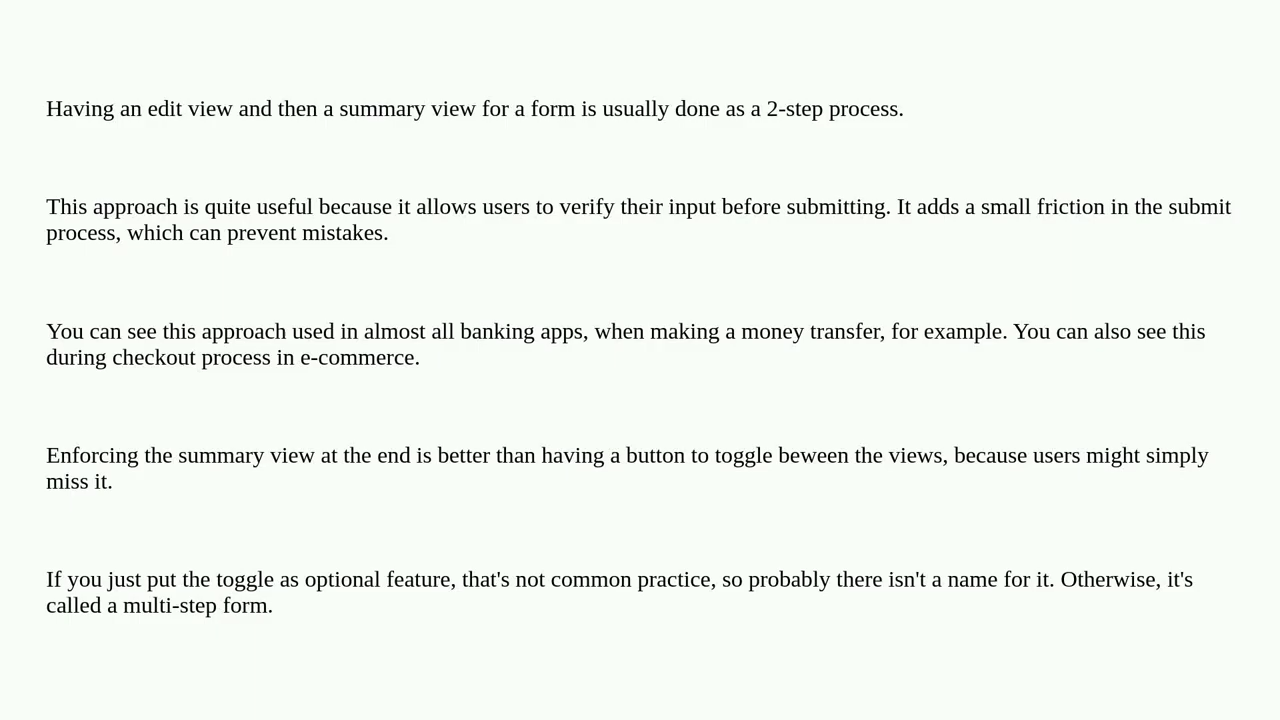 Having an edit view and then a summary view for a form is usually done as a 2-step process.
This approach is quite useful because it allows users to verify their input before submitting. It adds a small friction in the submit
process, which can prevent mistakes.
You can see this approach used in almost all banking apps, when making a money transfer, for example. You can also see this
during checkout process in e-commerce.
Enforcing the summary view at the end is better than having a button to toggle beween the views, because users might simply
miss it.
If you just put the toggle as optional feature, that's not common practice, so probably there isn't a name for it. Otherwise, it's
called a multi-step form.